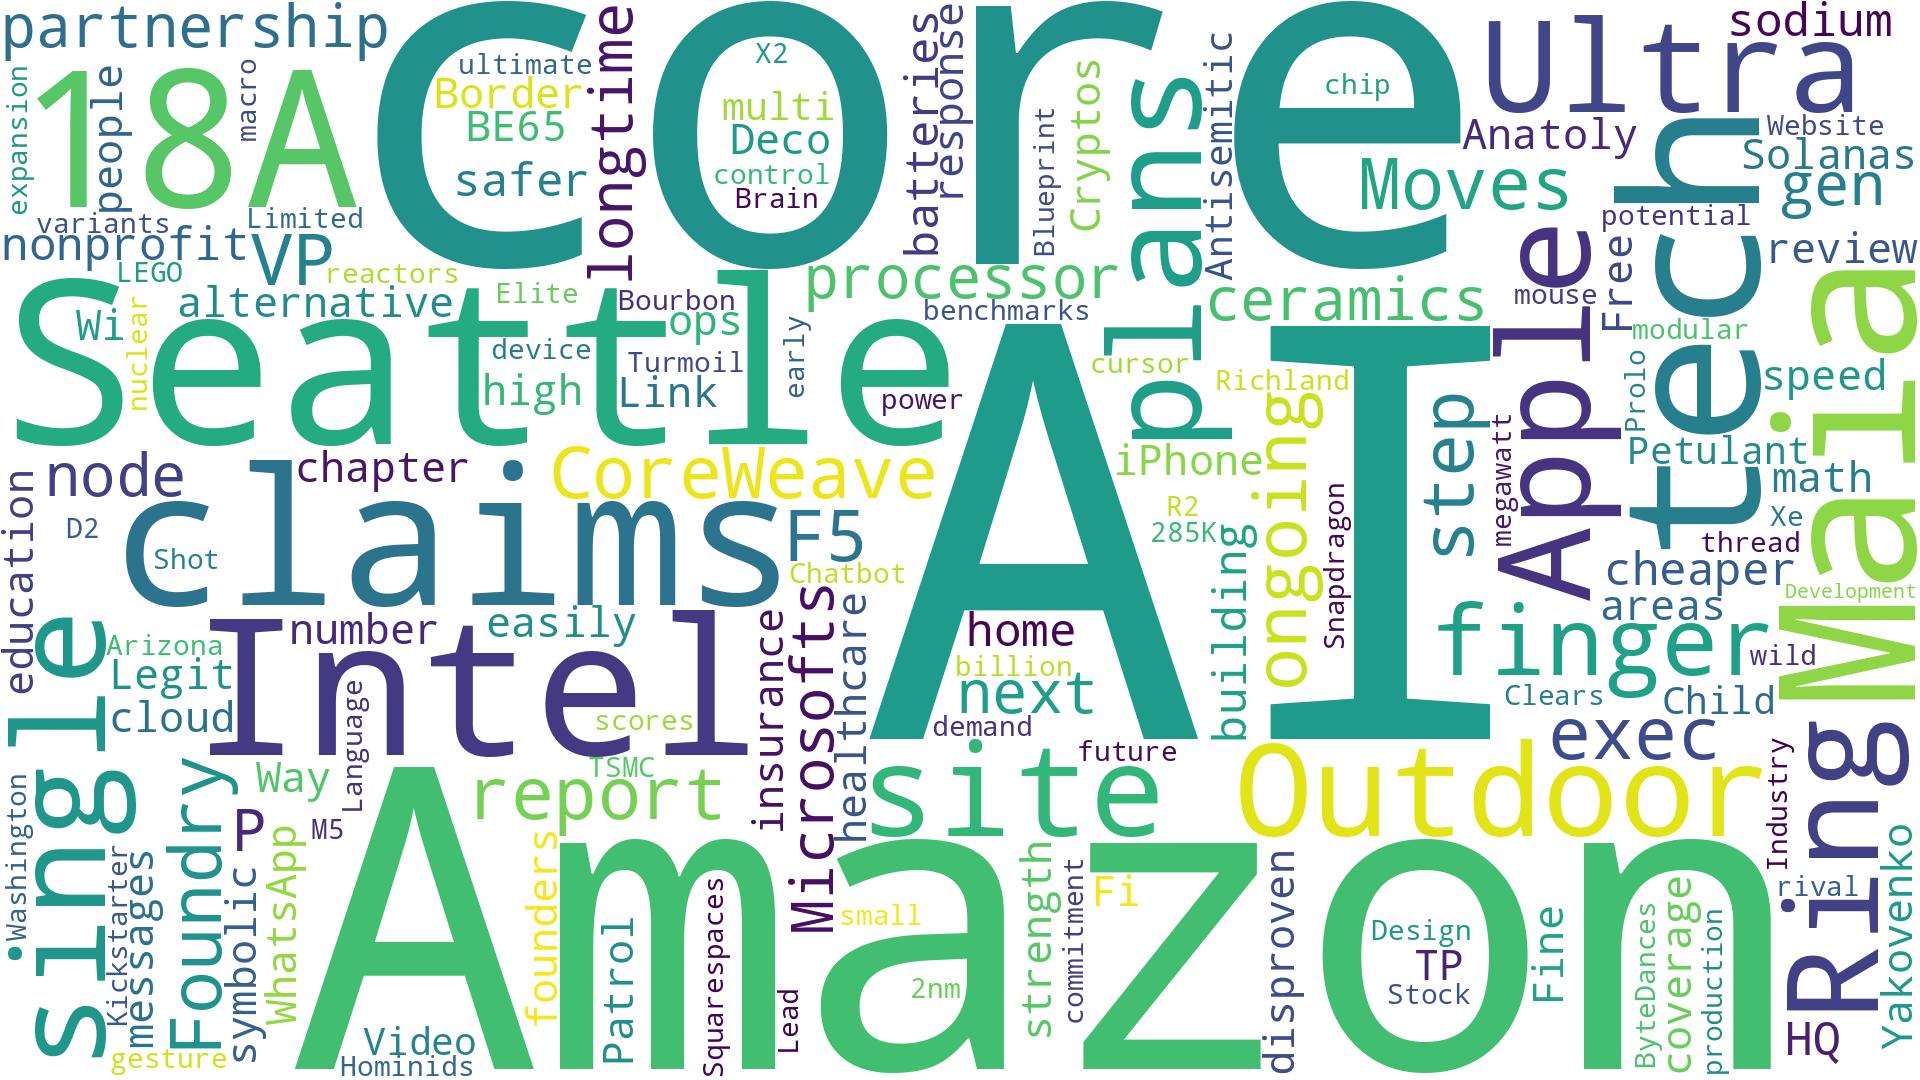 partnership
core
Ultra
sodium
18A
people
macro
expansion
ultimate
Border
BE65
safer
longtime
X2
multi
Deco
control
Brain
batteries
response
Blueprint
Cryptos
plans
Antisemitic
chip
Moves
Anatoly
tech
Website
Solanas
gen
potential
review
variants
Limited
nonprofit
VP
reactors
LEGO
alternative
Wi
nuclear
Seattle
Elite
Bourbon
ops
device
high
Turmoil
Link
early
power
processor
benchmarks
cursor
ceramics
Richland
Apple
mouse
Free
modular
Prolo
speed
Maia
Petulant
math
Xe
thread
Development
node
chapter
CoreWeave
claims
D2
Shot
education
F5
Chatbot
AI
iPhone
R2
285K
building
ongoing
Snapdragon
step
megawatt
cheaper
areas
finger
wild
Clears
Child
exec
single
Arizona
Legit
cloud
Intel
number
easily
Language
scores
insurance
Microsofts
healthcare
home
billion
next
demand
future
site
Outdoor
Ring
Industry
Washington
Kickstarter
messages
Foundry
Way
P
M5
symbolic
WhatsApp
gesture
report
TSMC
Amazon
Video
Hominids
founders
Patrol
Squarespaces
Lead
small
2nm
strength
commitment
Fi
disproven
Design
TP
Stock
Fine
ByteDances
coverage
production
rival
Yakovenko
HQ